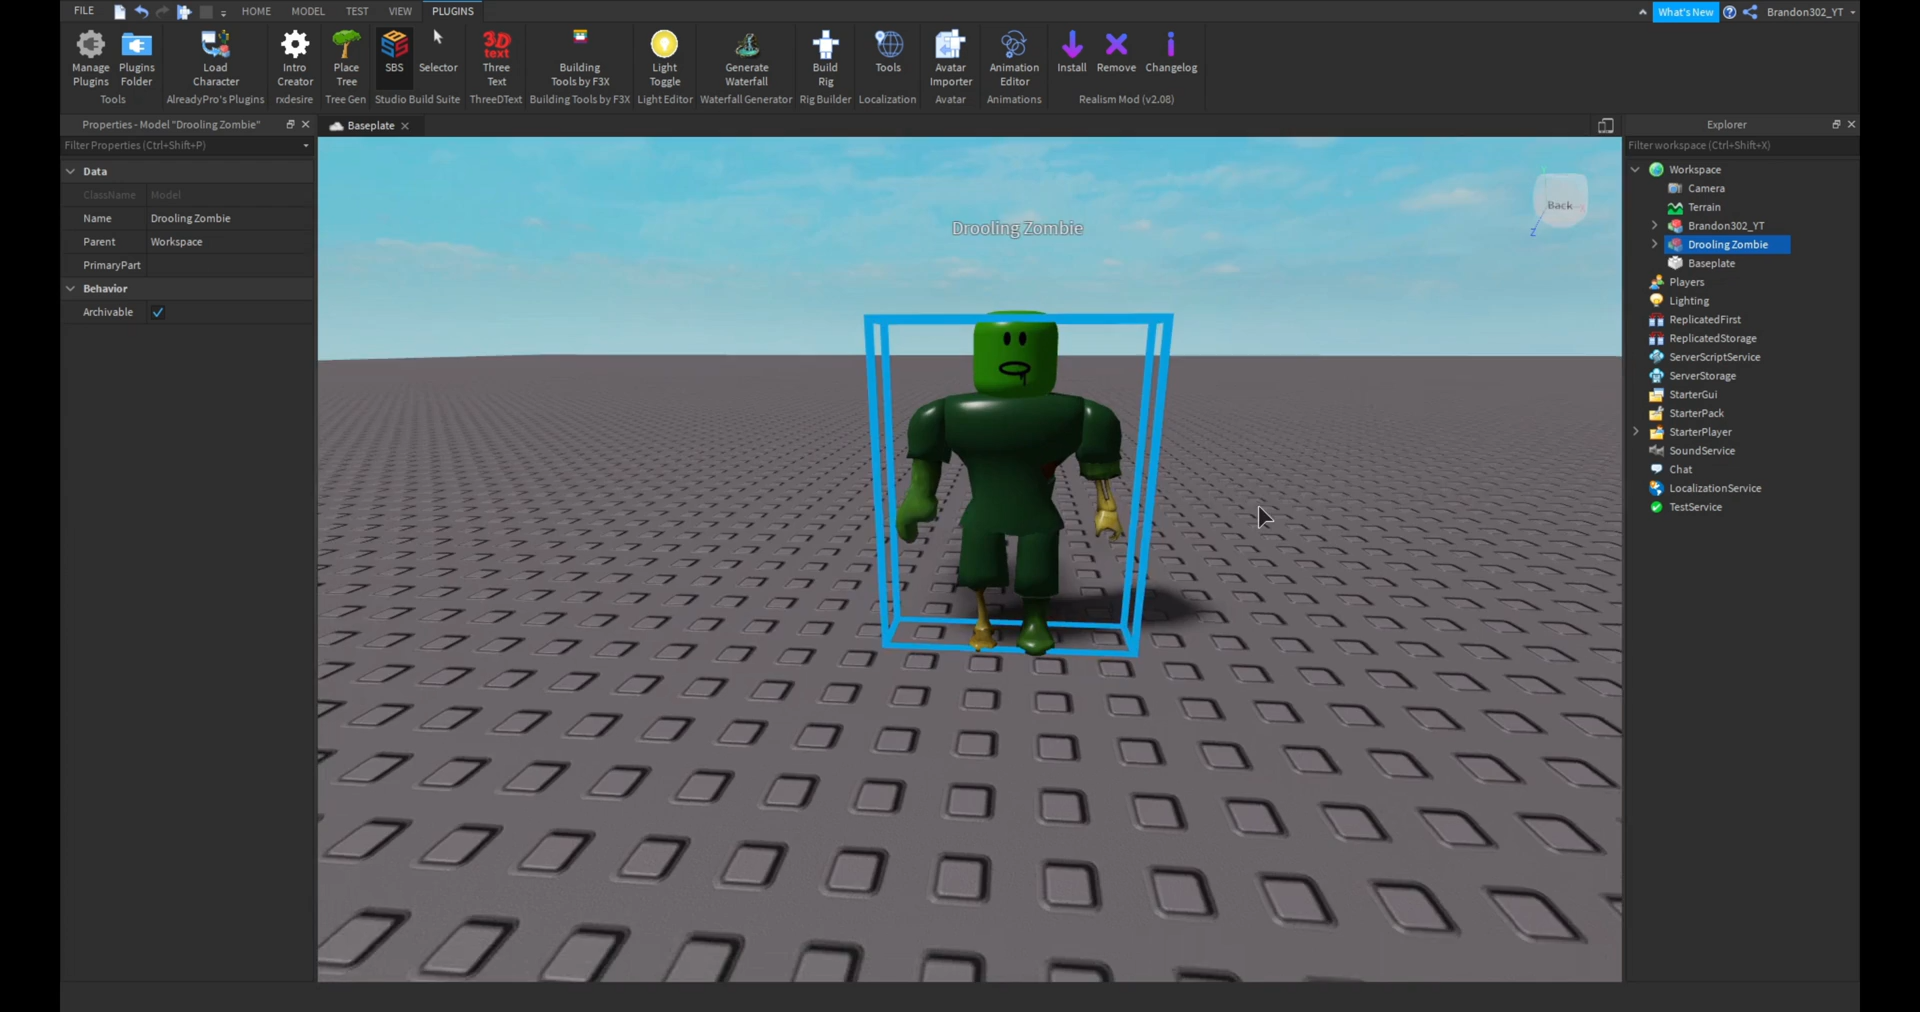 FILE HOME MODEL TEST VIEW PLUGINS What's New Brandon302_YT
Manage Plugins
Plugins Folder
Tools
Load Character
AlreadyPro's Plugins
Intro Creator
rxdesire
Place Tree
Tree Gen
SBS
Selector
Studio Build Suite
3D text
Three Text
ThreeDText
Building Tools by F3X
Building Tools by F3X
Light Toggle
Light Editor
Generate Waterfall
Waterfall Generator
Build Rig
Rig Builder
Tools
Localization
Avatar Importer
Avatar
Animation Editor
Animations
Install
Remove
Changelog
Realism Mod (v2.08)
Properties - Model "Drooling Zombie"
Filter Properties (Ctrl+Shift+P)
Data
ClassName Model
Name Drooling Zombie
Parent Workspace
PrimaryPart
Behavior
Archivable
Baseplate
Drooling Zombie
Back
Z
Explorer
Filter workspace (Ctrl+Shift+X)
Workspace
Camera
Terrain
Brandon302_YT
Drooling Zombie
Baseplate
Players
Lighting
ReplicatedFirst
ReplicatedStorage
ServerScriptService
ServerStorage
StarterGui
StarterPack
StarterPlayer
SoundService
Chat
LocalizationService
TestService